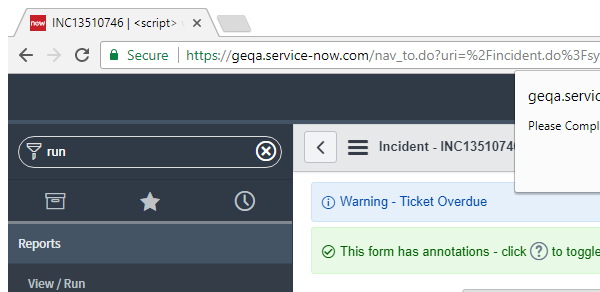 now INC13510746 | <script>
Secure https://geqa.service-now.com/nav_to.do?uri=%2Fincident.do%3Fsy
geqa.servic
Please Compl
run
Incident - INC1351074
Warning - Ticket Overdue
This form has annotations - click ? to toggle
Reports
View / Run